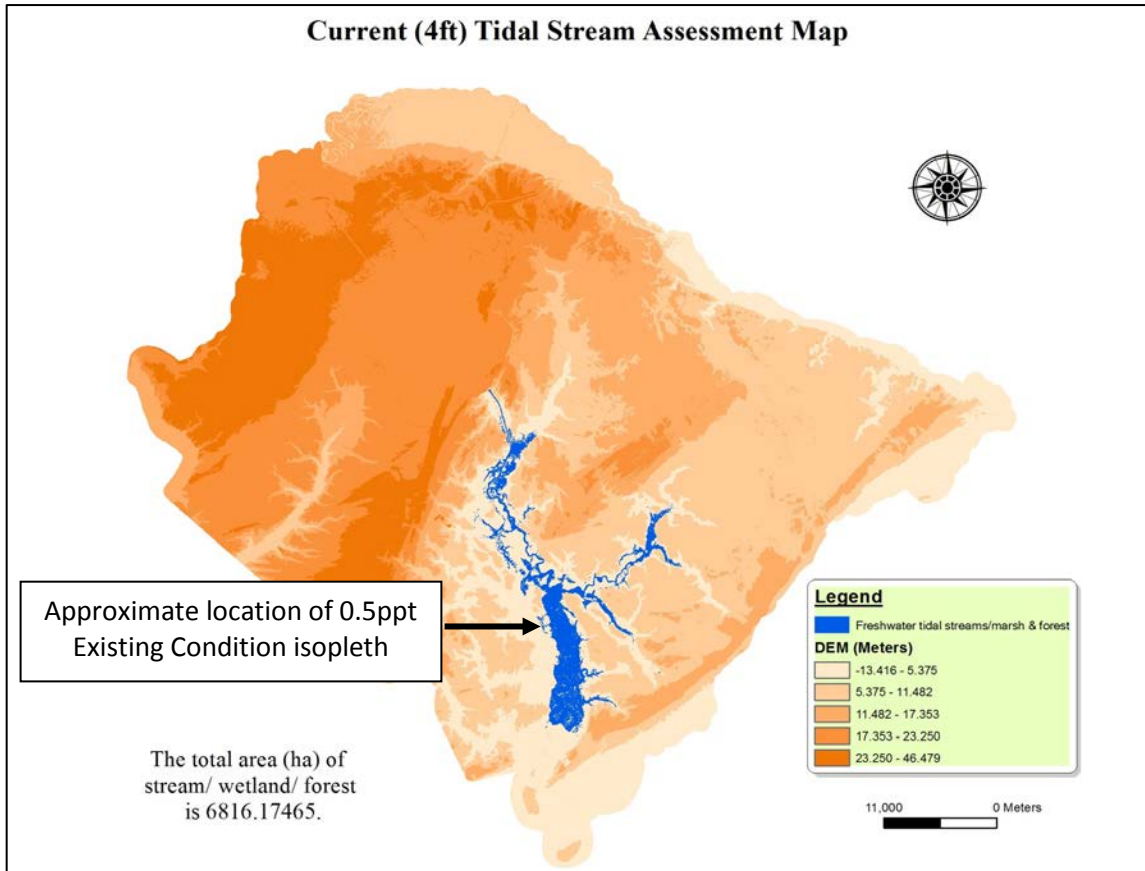 Current (4ft) Tidal Stream Assessment Map
Approximate location of 0.5ppt
Existing Condition isopleth
The total area (ha) of
stream/ wetland/ forest
is 6816.17465.
Legend
Freshwater tidal streams/marsh & forest
DEM (Meters)
-13.416 - 5.375
5.375 - 11.482
11.482 - 17.353
17.353 - 23.250
23.250 - 46.479
11,000 0 Meters